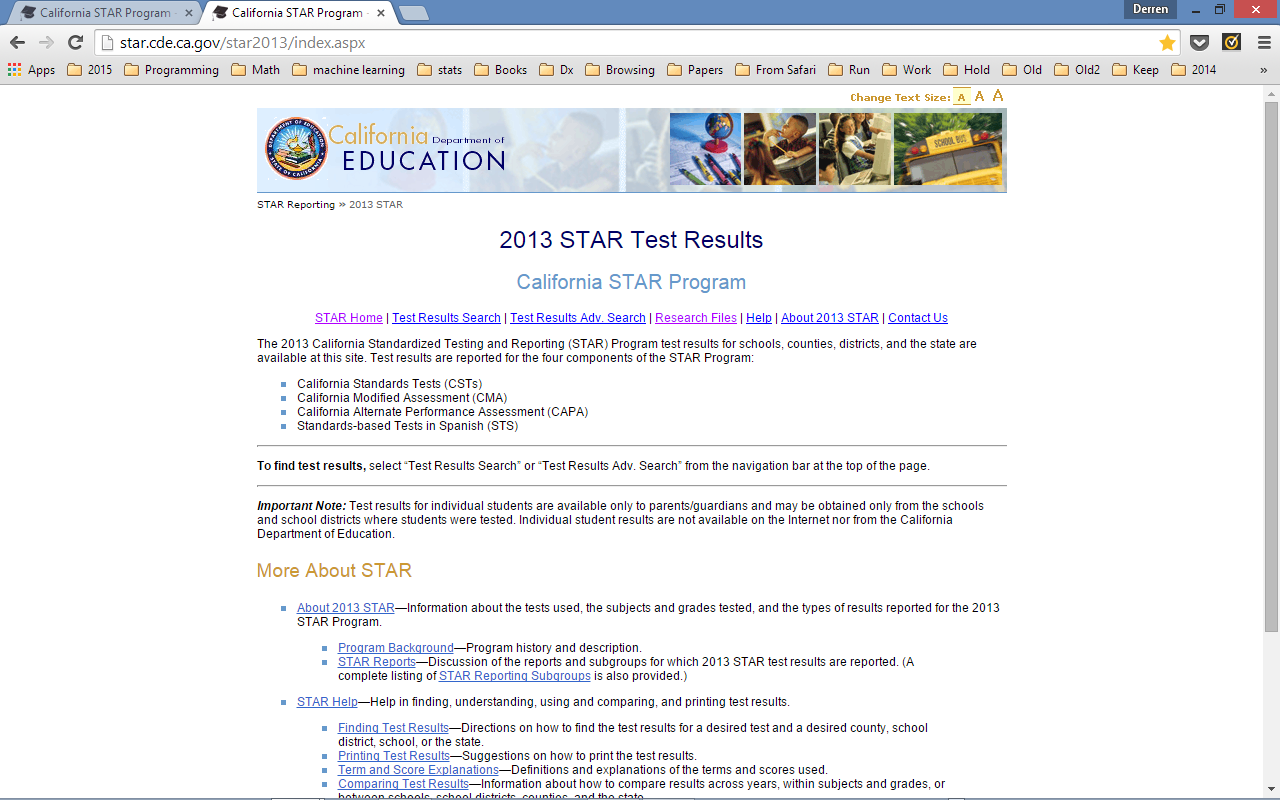 California STAR Program
California STAR Program
Derren
star.cde.ca.gov/star2013/index.aspx
Apps 2015 Programming Math machine learning stats Books Dx Browsing Papers From Safari Run Work Hold Old Old2 Keep 2014 »
Change Text Size: A A A
California Department of
EDUCATION
SCHOOL BUS
STAR Reporting » 2013 STAR
2013 STAR Test Results
California STAR Program
STAR Home | Test Results Search | Test Results Adv. Search | Research Files | Help | About 2013 STAR | Contact Us
The 2013 California Standardized Testing and Reporting (STAR) Program test results for schools, counties, districts, and the state are
available at this site. Test results are reported for the four components of the STAR Program:
California Standards Tests (CSTs)
California Modified Assessment (CMA)
California Alternate Performance Assessment (CAPA)
Standards-based Tests in Spanish (STS)
To find test results, select “Test Results Search” or “Test Results Adv. Search” from the navigation bar at the top of the page.
Important Note: Test results for individual students are available only to parents/guardians and may be obtained only from the schools
and school districts where students were tested. Individual student results are not available on the Internet nor from the California
Department of Education.
More About STAR
About 2013 STAR—Information about the tests used, the subjects and grades tested, and the types of results reported for the 2013
STAR Program.
Program Background—Program history and description.
STAR Reports—Discussion of the reports and subgroups for which 2013 STAR test results are reported. (A
complete listing of STAR Reporting Subgroups is also provided.)
STAR Help—Help in finding, understanding, using and comparing, and printing test results.
Finding Test Results—Directions on how to find the test results for a desired test and a desired county, school
district, school, or the state.
Printing Test Results—Suggestions on how to print the test results.
Term and Score Explanations—Definitions and explanations of the terms and scores used.
Comparing Test Results—Information about how to compare results across years, within subjects and grades, or
between schools, school districts, counties, and the state.